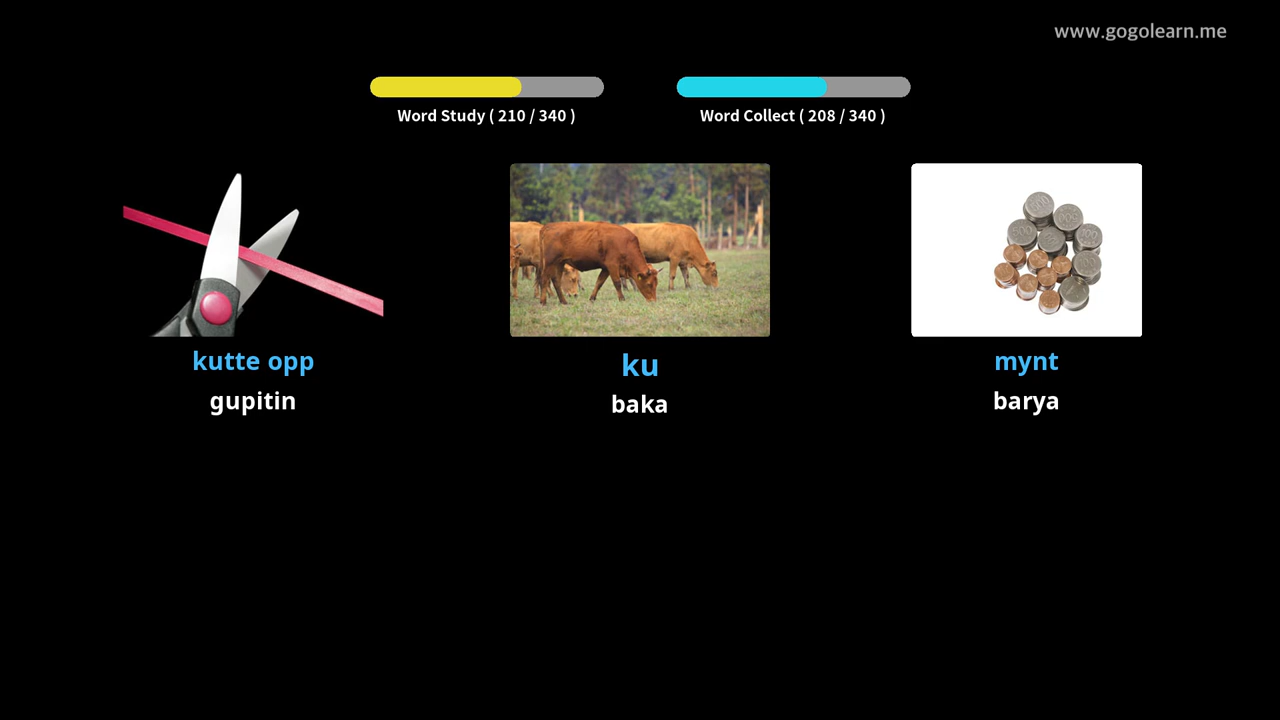 www.gogolearn.me
Word Study ( 210 / 340 )
Word Collect ( 208 / 340 )
kutte opp
gupitin
ku
baka
mynt
barya